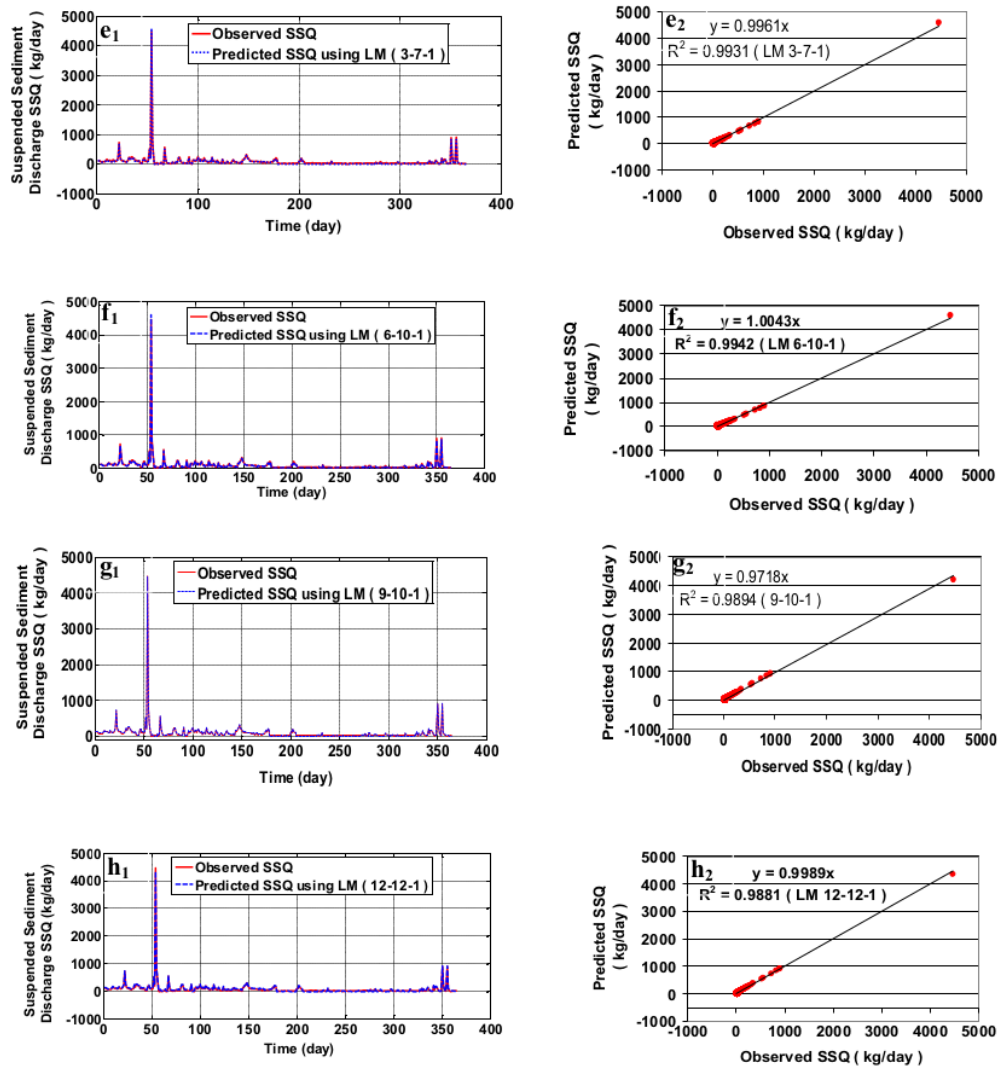 e1
Observed SSQ
Predicted SSQ using LM ( 3-7-1)
Suspended Sediment
Discharge SSQ ( kg/day )
5000
4000
3000
2000
1000
0
-1000
0 100 200 300 400
Time (day)
e2
y = 0.9961x
R² = 0.9931 ( LM 3-7-1)
Predicted SSQ
( kg/day )
5000
4000
3000
2000
1000
0
-1000
-1000 0 1000 2000 3000 4000 5000
Observed SSQ ( kg/day )
f1
Observed SSQ
Predicted SSQ using LM ( 6-10-1)
Suspended Sediment
Discharge SSQ ( kg/day )
5000
4000
3000
2000
1000
0
0 50 100 150 200 250 300 350 400
Time (day)
f2
y = 1.0043x
R² = 0.9942 ( LM 6-10-1)
Predicted SSQ
( kg/day )
5000
4000
3000
2000
1000
0
-1000
-1000 0 1000 2000 3000 4000 5000
Observed SSQ ( kg/day )
g1
Observed SSQ
Predicted SSQ using LM ( 9-10-1)
Suspended Sediment
Discharge SSQ ( kg/day )
5000
4000
3000
2000
1000
0
0 50 100 150 200 250 300 350 400
Time (day)
g2
y = 0.9718x
R² = 0.9894 ( 9-10-1)
Predicted SSQ ( kg/day )
5000
4000
3000
2000
1000
0
-1000
-1000 0 1000 2000 3000 4000 5000
Observed SSQ ( kg/day )
h1
Observed SSQ
Predicted SSQ using LM ( 12-12-1)
Suspended Sediment
Discharge SSQ (kg/day)
5000
4000
3000
2000
1000
0
-1000
0 50 100 150 200 250 300 350 400
Time (day)
h2
y = 0.9989x
R² = 0.9881 ( LM 12-12-1)
Predicted SSQ
( kg/day )
5000
4000
3000
2000
1000
0
-1000
-1000 0 1000 2000 3000 4000 5000
Observed SSQ ( kg/day )